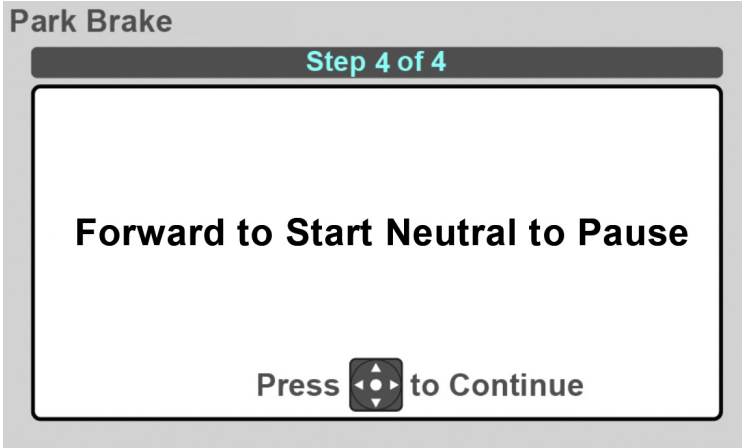 Park Brake
Step 4 of 4
Forward to Start Neutral to Pause
Press to Continue